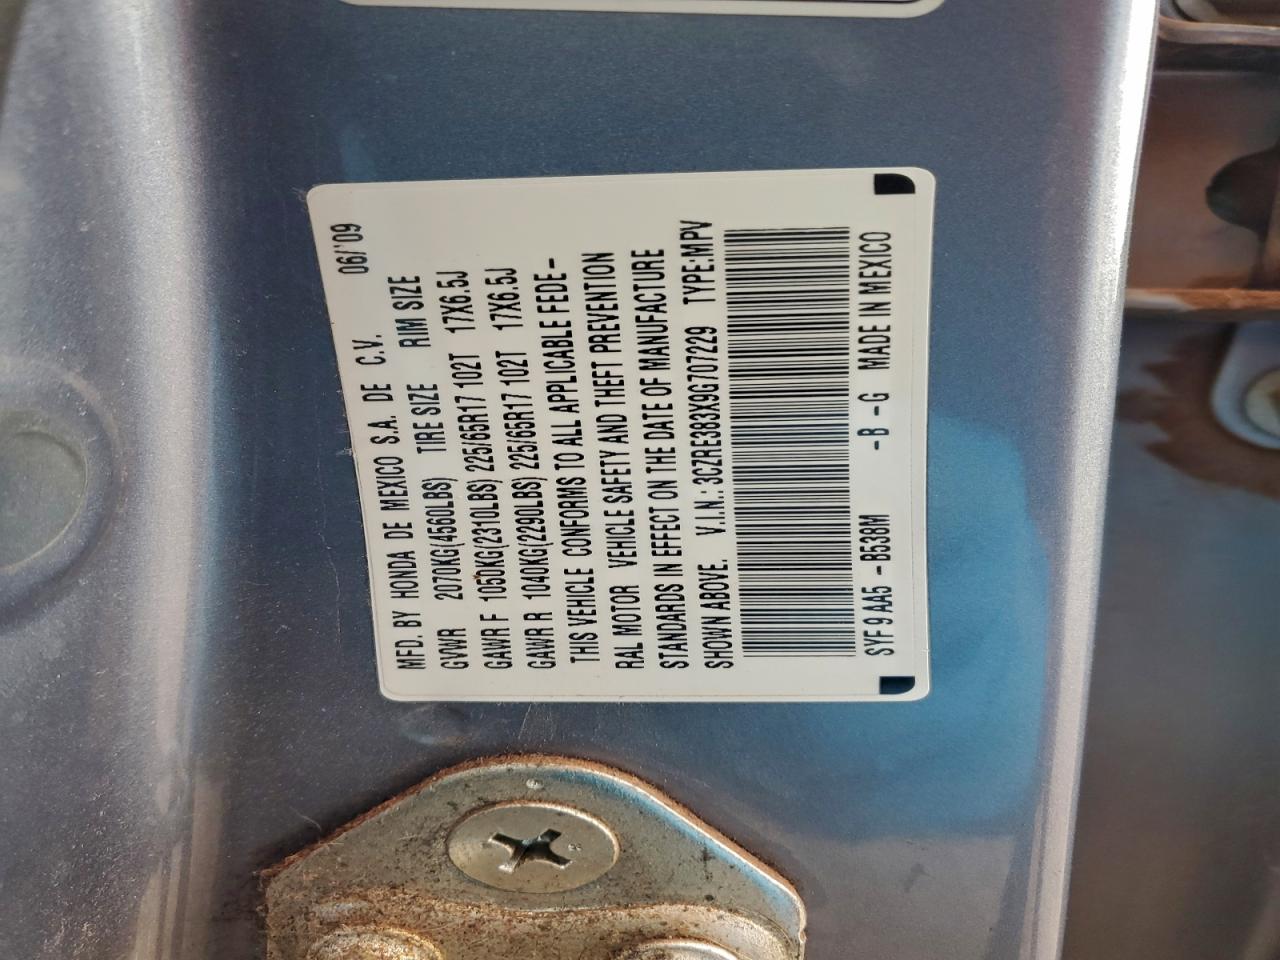 MFD. BY HONDA DE MEXICO S.A. DE C.V. 06/'09
GVWR 2070KG(4560LBS) TIRE SIZE RIM SIZE
GAWR F 1050KG(2310LBS) 225/65R17 102T 17X6.5J
GAWR R 1040KG(2290LBS) 225/65R17 102T 17X6.5J
THIS VEHICLE CONFORMS TO ALL APPLICABLE FEDE-
RAL MOTOR VEHICLE SAFETY AND THEFT PREVENTION
STANDARDS IN EFFECT ON THE DATE OF MANUFACTURE
SHOWN ABOVE. V.I.N.: 3CZRE383X9G707229 TYPE:MPV
SYF 9 AA5 -B538M -B -G MADE IN MEXICO